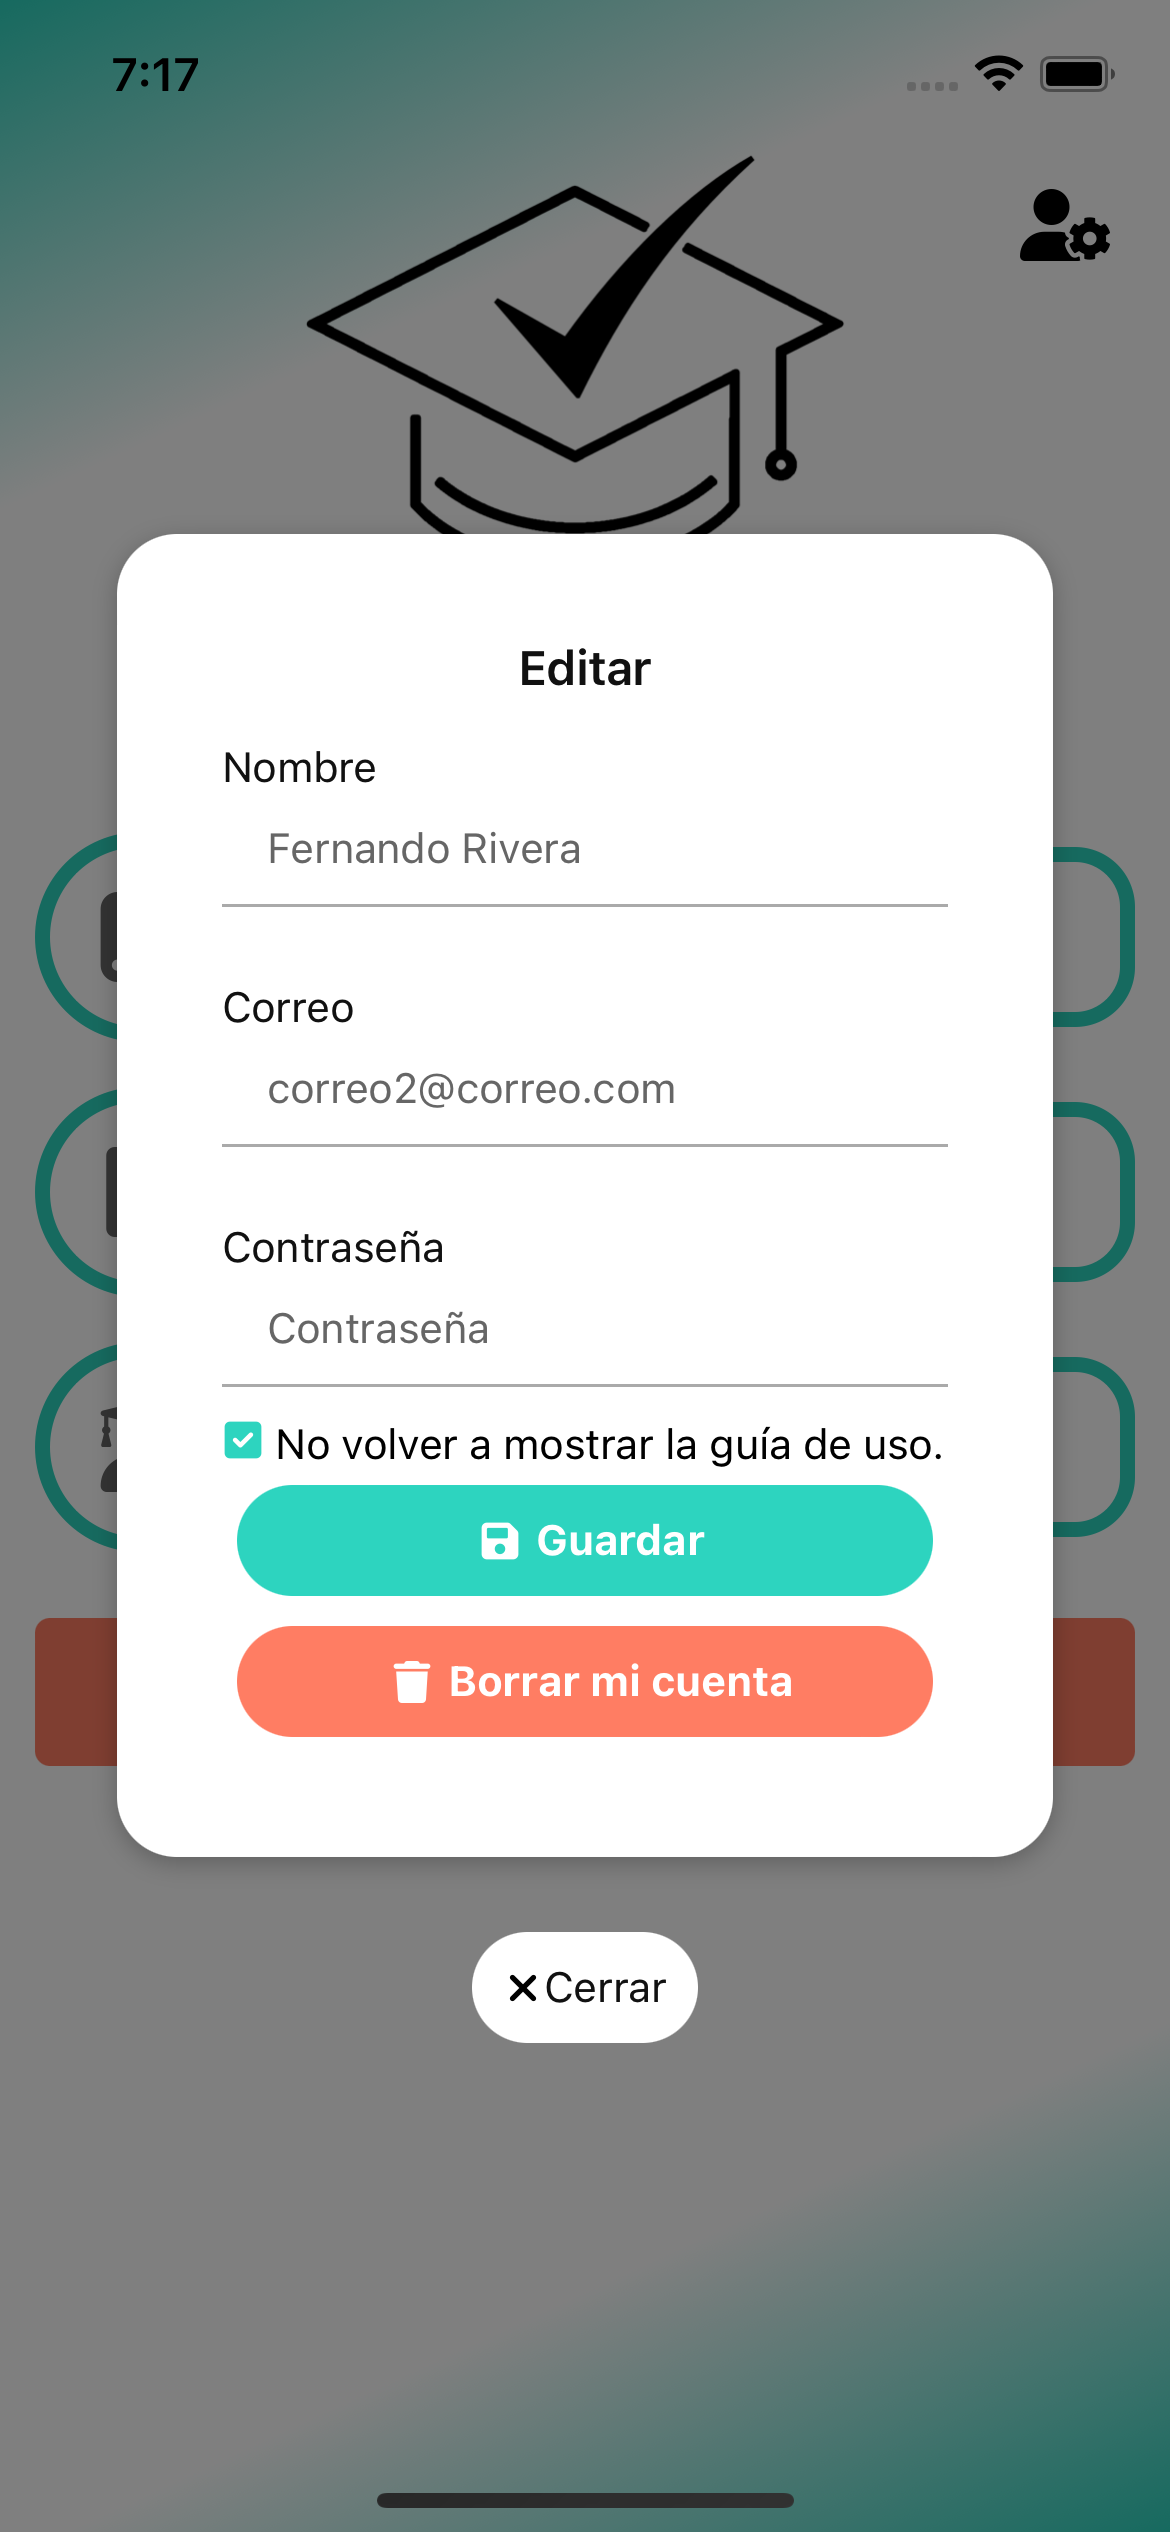 7:17
Editar
Nombre
Fernando Rivera
Correo
correo2@correo.com
Contraseña
Contraseña
No volver a mostrar la guía de uso.
Guardar
Borrar mi cuenta
Cerrar